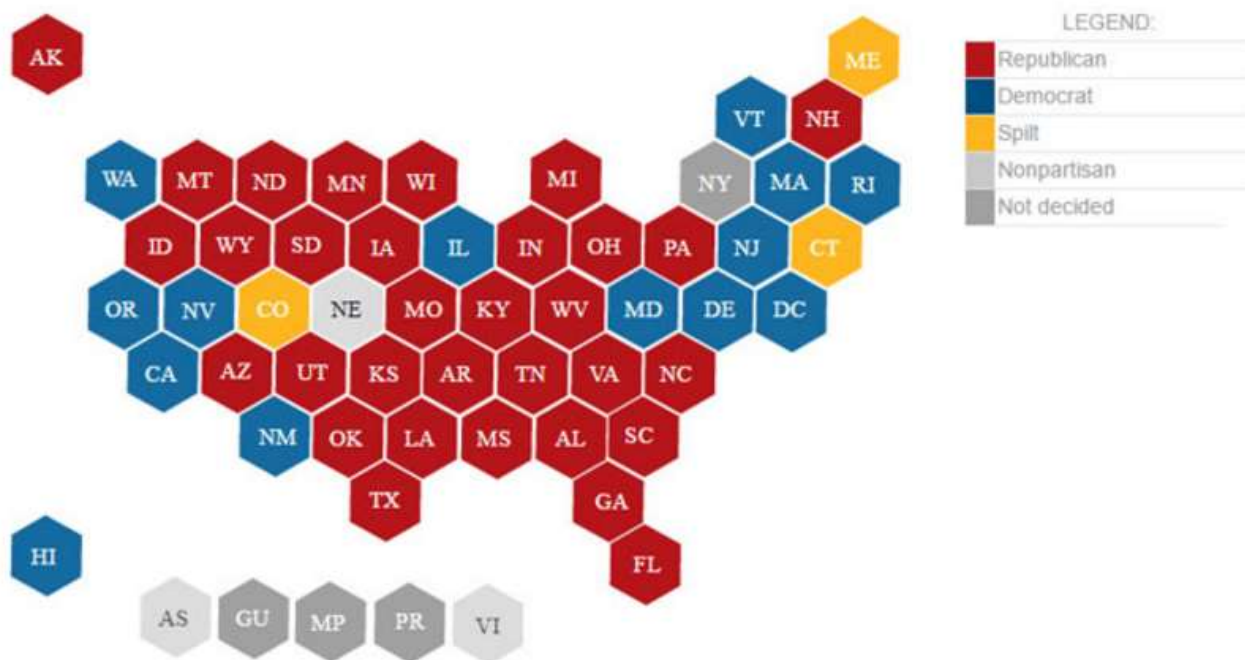 LEGEND:
Republican
Democrat
Spilt
Nonpartisan
Not decided
AK
ME
VT NH
WA MT ND MN WI MI NY MA RI
ID WY SD IA IL IN OH PA NJ CT
OR NV CO NE MO KY WV MD DE DC
CA AZ UT KS AR TN VA NC
NM OK LA MS AL SC
TX GA
HI FL
AS GU MP PR VI